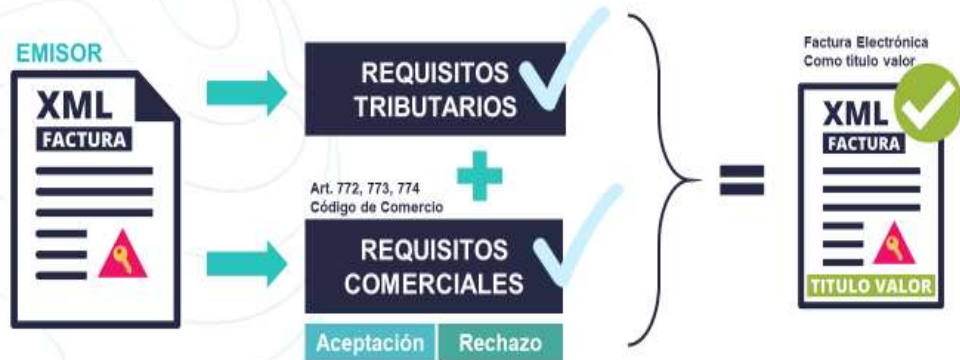 EMISOR
XML
FACTURA
REQUISITOS
TRIBUTARIOS
Art. 772, 773, 774
Código de Comercio
REQUISITOS
COMERCIALES
Aceptación
Rechazo
Factura Electrónica
Como titulo valor
XML
FACTURA
TITULO VALOR